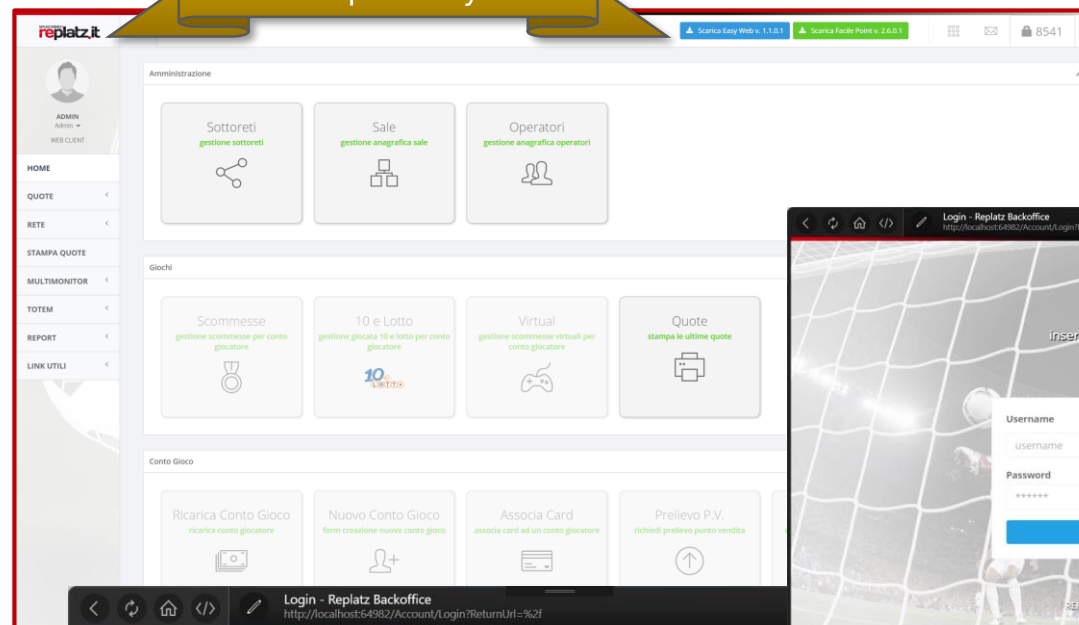 replatz.it
Scarica Easy Web v. 1.1.0.1
Scarica Facile Point v. 2.6.0.1
8541
ADMIN
Admin
WEB CLIENT
HOME
QUOTE
RETE
STAMPA QUOTE
MULTIMONITOR
TOTEM
REPORT
LINK UTILI
Amministrazione
Sottoreti
gestione sottoreti
Sale
gestione anagrafica sale
Operatori
gestione anagrafica operatori
Giochi
Scommesse
gestione scommesse per conto
giocatore
10 e Lotto
gestione giocata 10 e lotto per conto
giocatore
10
LOTTO
Virtual
gestione scommesse virtuali per
conto giocatore
Quote
stampa le ultime quote
Conto Gioco
Ricarica Conto Gioco
ricarica conto giocatore
Nuovo Conto Gioco
form creazione nuovo conto gioco
Associa Card
associa card ad un conto giocatore
Prelievo P.V.
richiedi prelievo punto vendita
Login - Replatz Backoffice
http://localhost:64982/Account/Login?
Username
username
Password
******
Login - Replatz Backoffice
http://localhost:64982/Account/Login?ReturnUrl=%2f